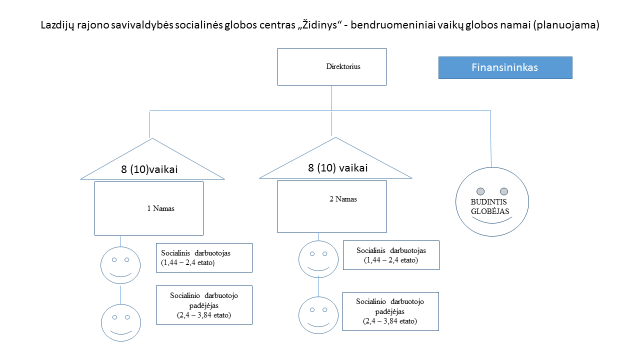 Lazdijų rajono savivaldybės socialinės globos centras „Židinys“ - bendruomeniniai vaikų globos namai (planuojama)
Direktorius
Finansininkas
8 (10)vaikai
8 (10) vaikai
1 Namas
2 Namas
BUDINTIS
GLOBĖJAS
Socialinis darbuotojas
(1,44 – 2,4 etato)
Socialinis darbuotojas
(1,44 – 2,4 etato)
Socialinio darbuotojo
padėjėjas
(2,4 – 3,84 etato)
Socialinio darbuotojo
padėjėjas
(2,4 – 3,84 etato)